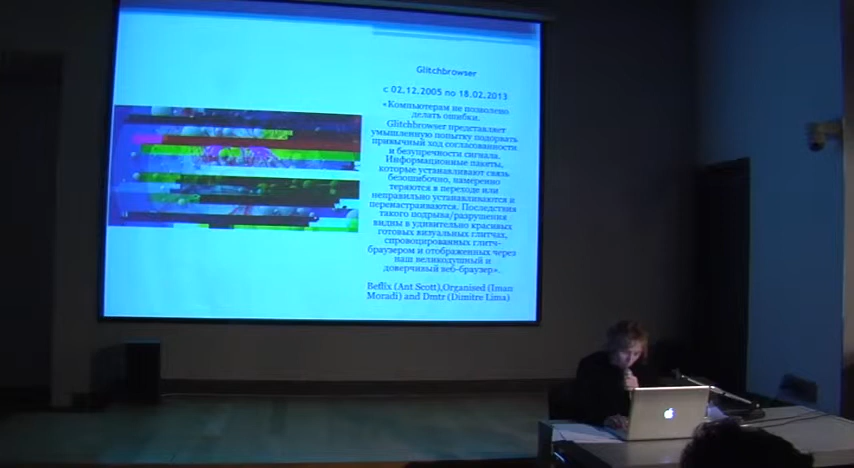 Glitchbrowser
с 02.12.2005 по 18.02.2013
«Компьютерам не позволено
делать ошибки.
Glitchbrowser представляет
умышленную попытку подорвать
привычный ход согласованности
и безупречности сигнала.
Информационные пакеты,
которые устанавливают связь
безошибочно, намеренно
теряются в переходе или
неправильно устанавливаются и
перенастраиваются. Последствия
такого подрыва/разрушения
видны в удивительно красивых
готовых визуальных глитчах,
спровоцированных глитч-
браузером и отображенных через
наш великодушный и
доверчивый веб-браузер».
Beflix (Ant Scott),Organised (Iman
Moradi) and Dmtr (Dimitre Lima)